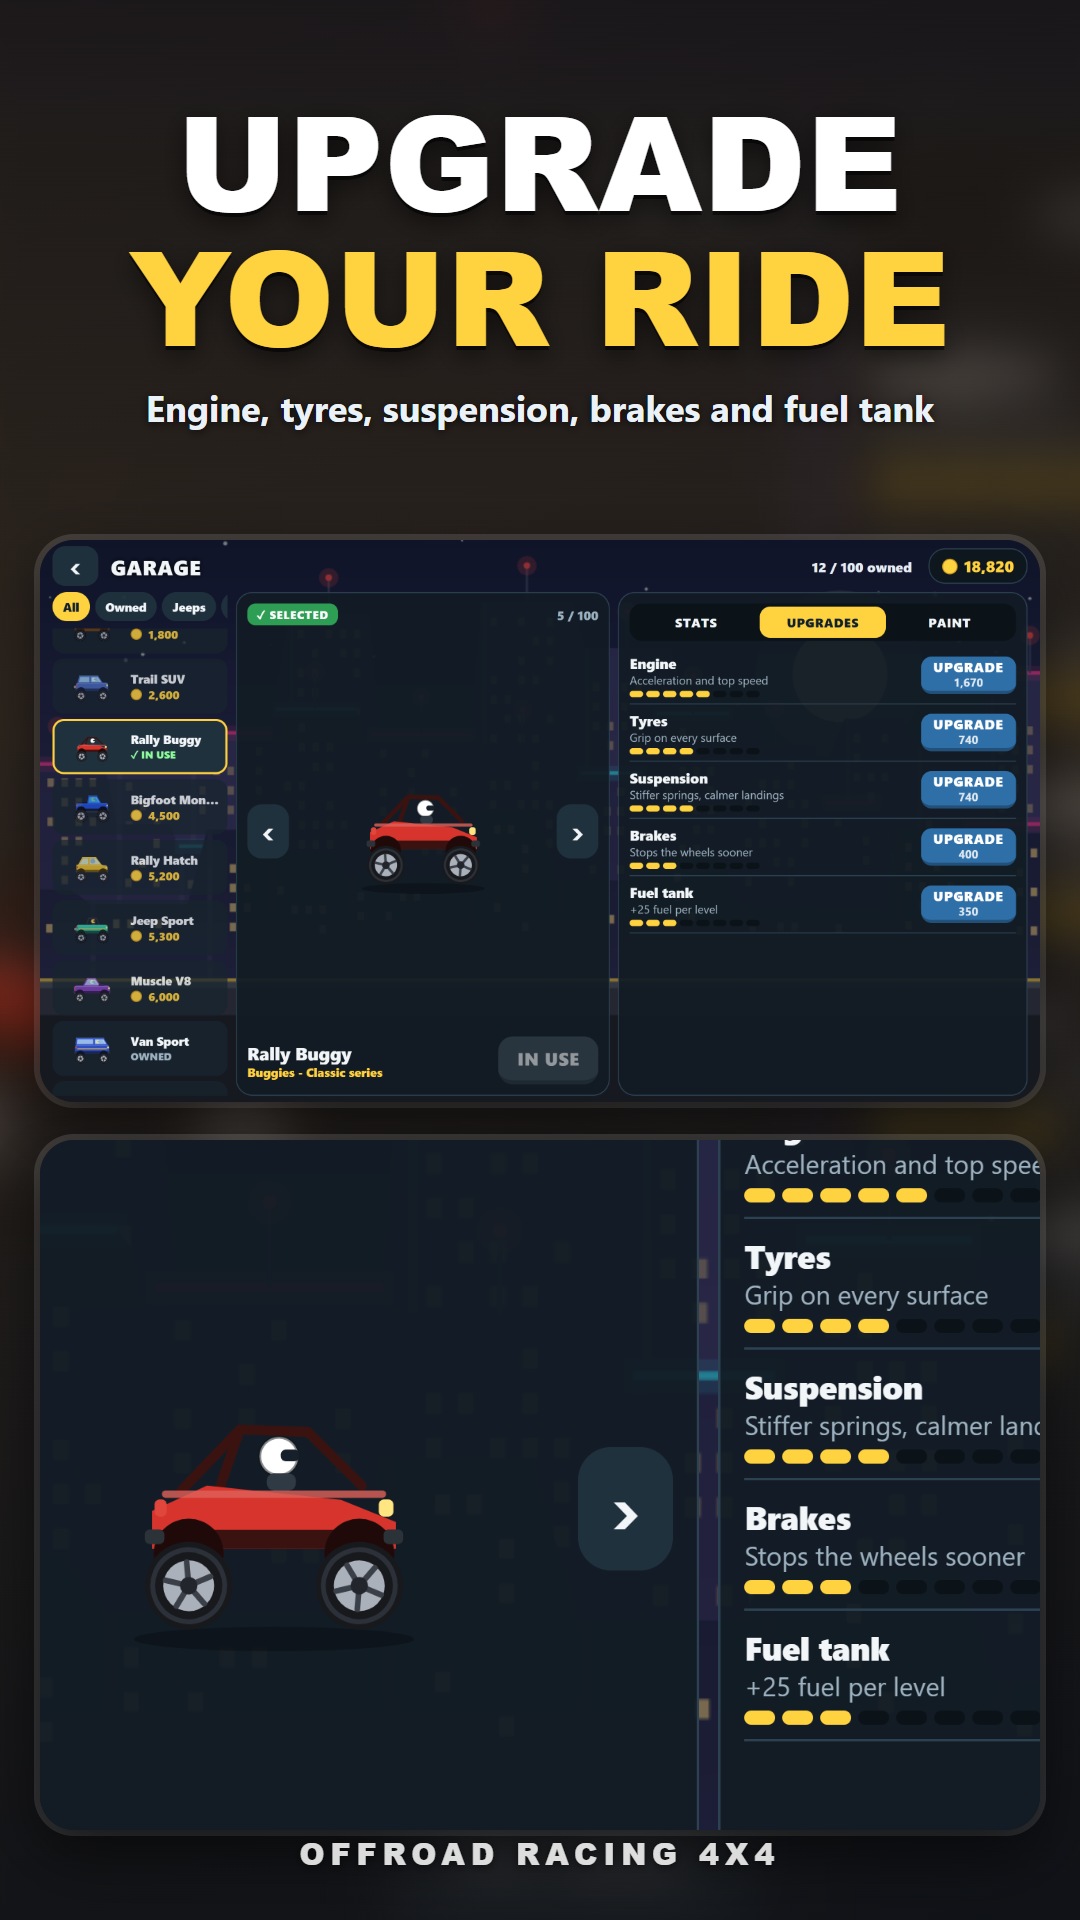 UPGRADE
YOUR RIDE
Engine, tyres, suspension, brakes and fuel tank
GARAGE
12 / 100 owned
18,820
All
Owned
Jeeps
1,800
Trail SUV
2,600
Rally Buggy
✓ IN USE
Bigfoot Mon...
4,500
Rally Hatch
5,200
Jeep Sport
5,300
Muscle V8
6,000
Van Sport
OWNED
✓ SELECTED
5 / 100
Rally Buggy
Buggies - Classic series
IN USE
STATS
UPGRADES
PAINT
Engine
Acceleration and top speed
UPGRADE
1,670
Tyres
Grip on every surface
UPGRADE
740
Suspension
Stiffer springs, calmer landings
UPGRADE
740
Brakes
Stops the wheels sooner
UPGRADE
400
Fuel tank
+25 fuel per level
UPGRADE
350
Acceleration and top spee
Tyres
Grip on every surface
Suspension
Stiffer springs, calmer lan
Brakes
Stops the wheels sooner
Fuel tank
+25 fuel per level
OFFROAD RACING 4X4